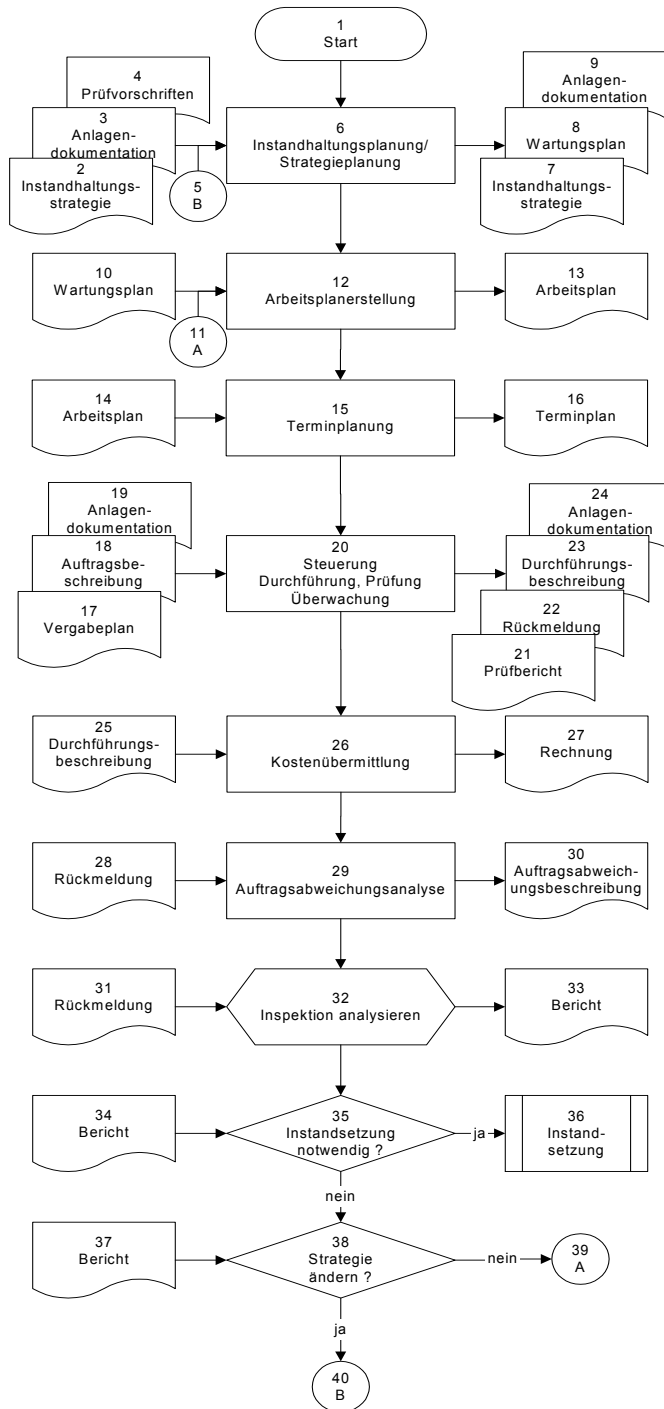 1
Start
4
Prüfvorschriften
3
Anlagen-
dokumentation
2
Instandhaltungs-
strategie
5
B
6
Instandhaltungsplanung/
Strategieplanung
9
Anlagen-
dokumentation
8
Wartungsplan
7
Instandhaltungs-
strategie
10
Wartungsplan
11
A
12
Arbeitsplanerstellung
13
Arbeitsplan
14
Arbeitsplan
15
Terminplanung
16
Terminplan
19
Anlagen-
dokumentation
18
Auftragsbe-
schreibung
17
Vergabeplan
20
Steuerung
Durchführung, Prüfung
Überwachung
24
Anlagen-
dokumentation
23
Durchführungs-
beschreibung
22
Rückmeldung
21
Prüfbericht
25
Durchführungs-
beschreibung
26
Kostenübermittlung
27
Rechnung
28
Rückmeldung
29
Auftragsabweichungsanalyse
30
Auftragsabweich-
ungsbeschreibung
31
Rückmeldung
32
Inspektion analysieren
33
Bericht
34
Bericht
35
Instandsetzung
notwendig ?
ja
36
Instand-
setzung
nein
37
Bericht
38
Strategie
ändern ?
nein
39
A
ja
40
B